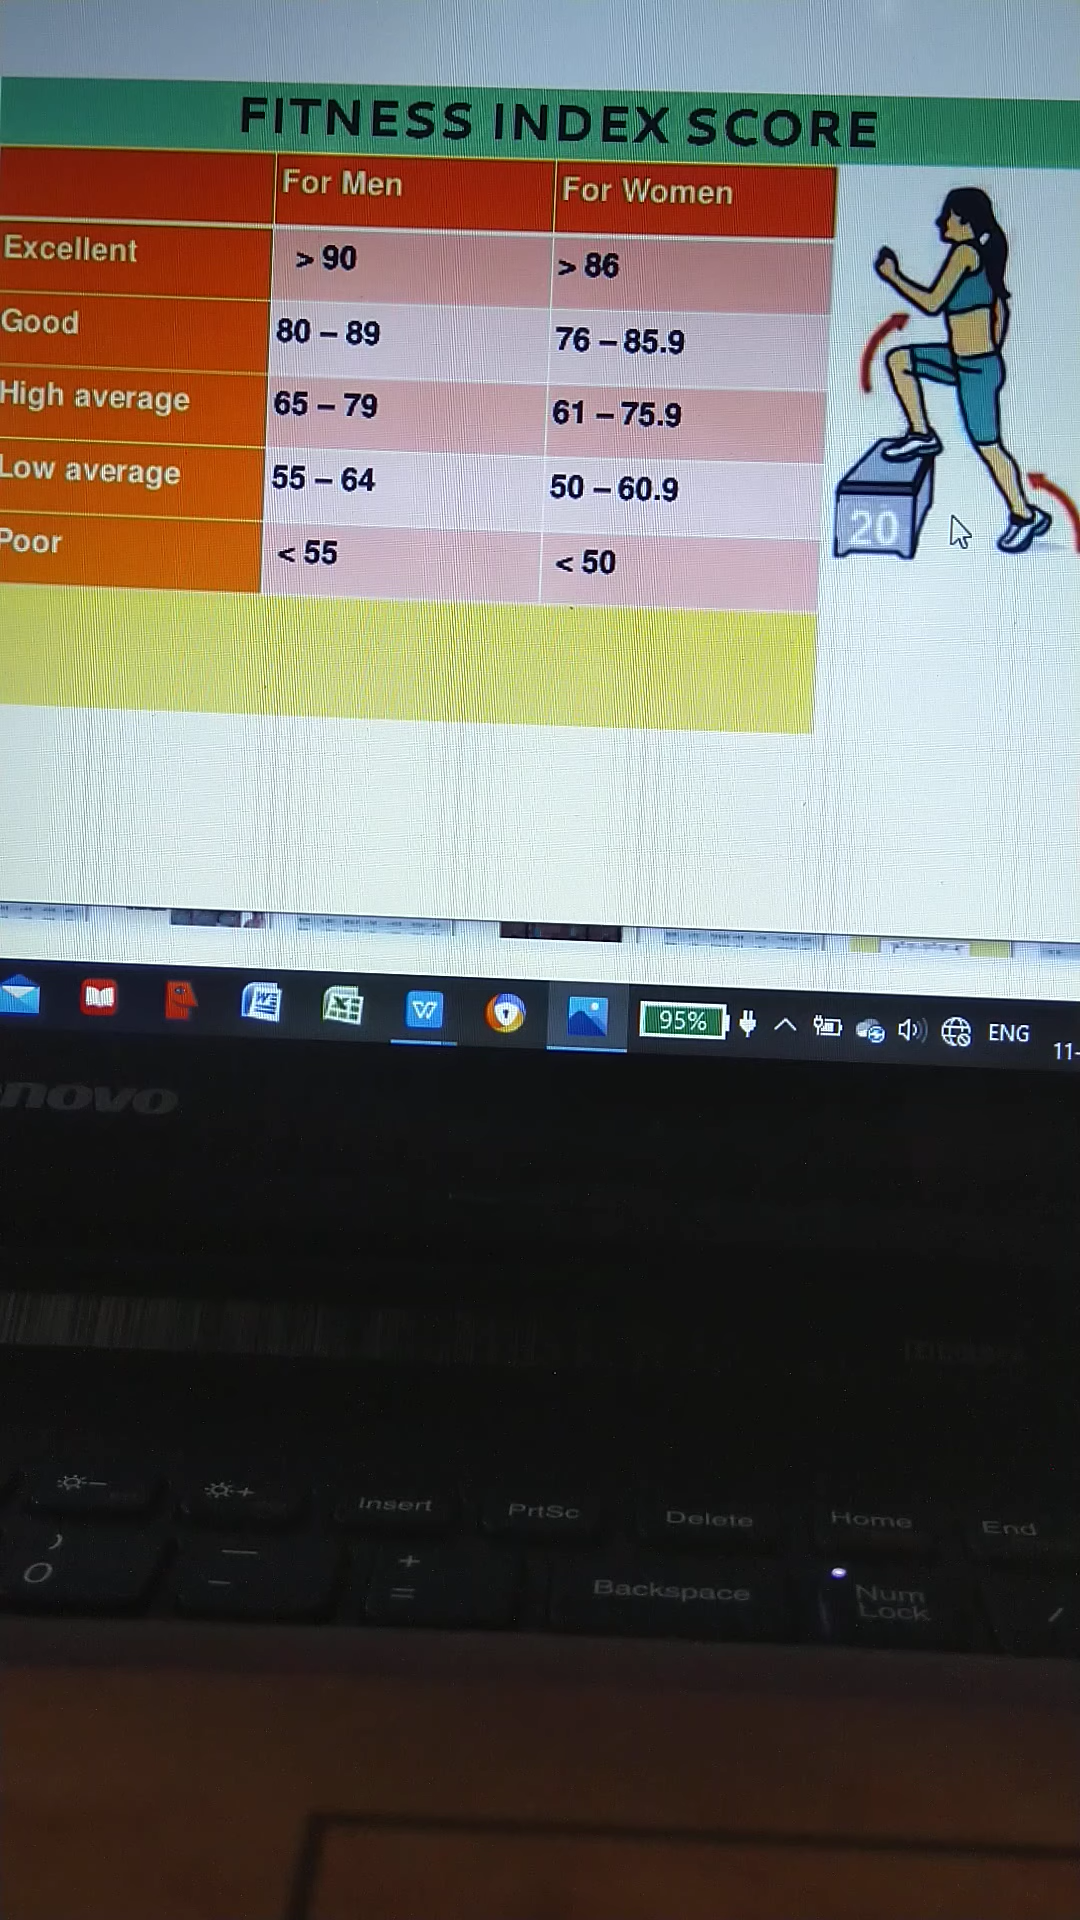 FITNESS INDEX SCORE
For Men For Women
Excellent > 90 > 86
Good 80 – 89 76 – 85.9
High average 65 – 79 61 – 75.9
Low average 55 – 64 50 – 60.9
Poor < 55 < 50
20
95% ENG
11-
novo
Insert PrtSc Delete Home End
) — +
0 – = Backspace Num
Lock /